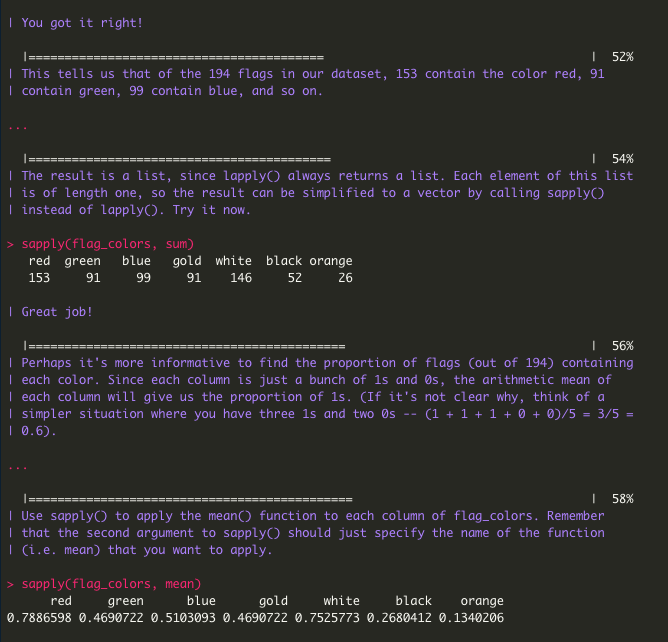 | You got it right!
|========================================= | 52%
| This tells us that of the 194 flags in our dataset, 153 contain the color red, 91
| contain green, 99 contain blue, and so on.
...
|========================================== | 54%
| The result is a list, since lapply() always returns a list. Each element of this list
| is of length one, so the result can be simplified to a vector by calling sapply()
| instead of lapply(). Try it now.
> sapply(flag_colors, sum)
red green blue gold white black orange
153 91 99 91 146 52 26
| Great job!
|============================================ | 56%
| Perhaps it's more informative to find the proportion of flags (out of 194) containing
| each color. Since each column is just a bunch of 1s and 0s, the arithmetic mean of
| each column will give us the proportion of 1s. (If it's not clear why, think of a
| simpler situation where you have three 1s and two 0s -- (1 + 1 + 1 + 0 + 0)/5 = 3/5 =
| 0.6).
...
|============================================= | 58%
| Use sapply() to apply the mean() function to each column of flag_colors. Remember
| that the second argument to sapply() should just specify the name of the function
| (i.e. mean) that you want to apply.
> sapply(flag_colors, mean)
red green blue gold white black orange
0.7886598 0.4690722 0.5103093 0.4690722 0.7525773 0.2680412 0.1340206